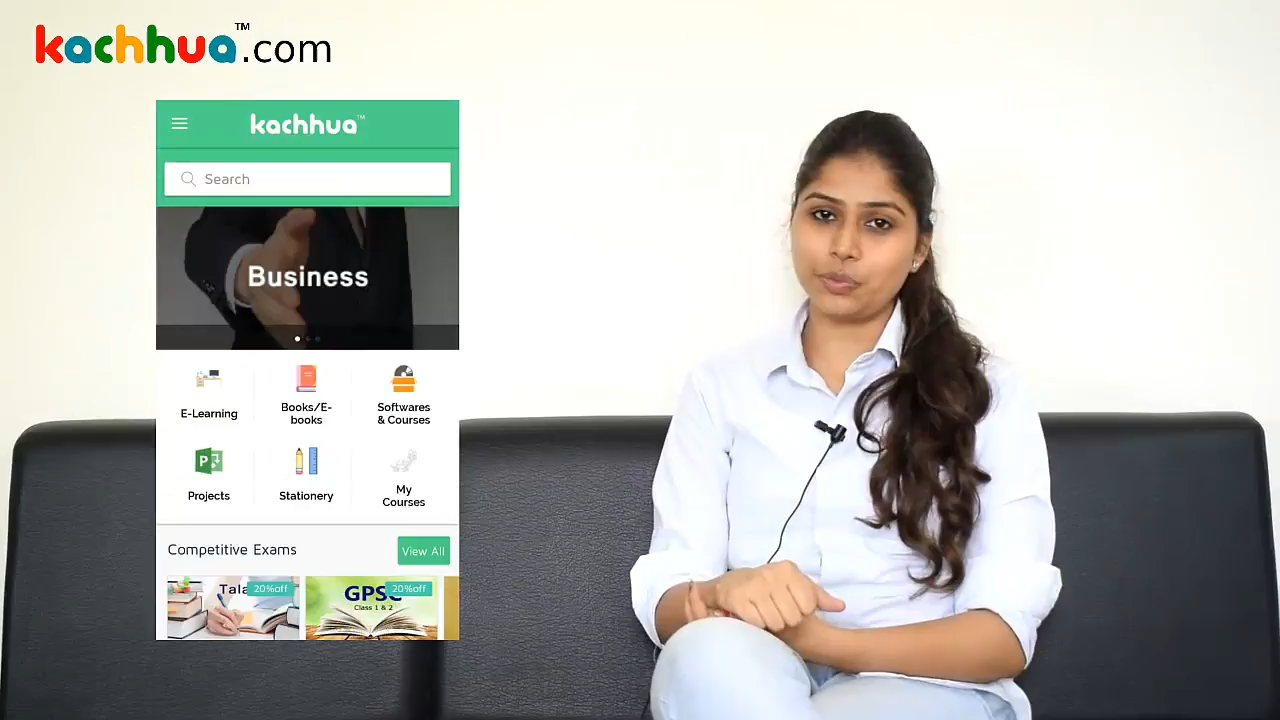 kachhua™.com
kachhua™
Search
Business
E-Learning
Books/E-
books
Softwares
& Courses
Projects
Stationery
My
Courses
Competitive Exams
View All
20%off
GPSC
20%off
Class 1 & 2